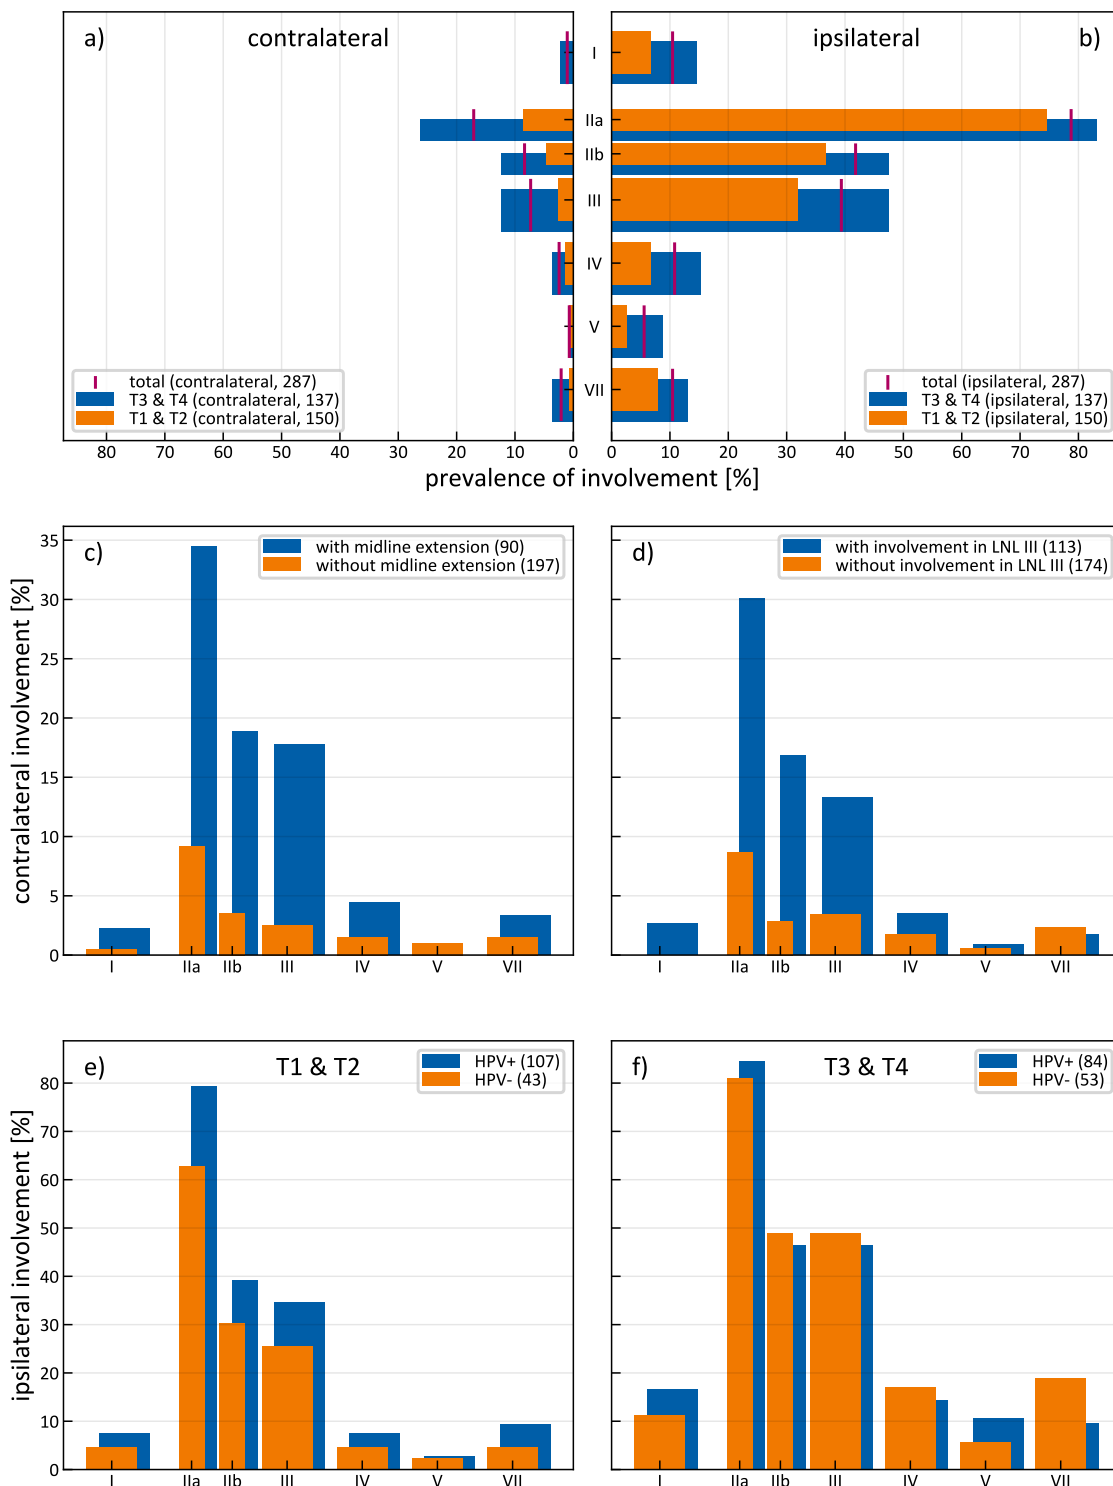 a)
contralateral
ipsilateral
b)
I
IIa
IIb
III
IV
V
VII
total (contralateral, 287)
T3 & T4 (contralateral, 137)
T1 & T2 (contralateral, 150)
total (ipsilateral, 287)
T3 & T4 (ipsilateral, 137)
T1 & T2 (ipsilateral, 150)
80 70 60 50 40 30 20 10 0
0 10 20 30 40 50 60 70 80
prevalence of involvement [%]
c)
with midline extension (90)
without midline extension (197)
contralateral involvement [%]
35
30
25
20
15
10
5
0
I IIa IIb III IV V VII
d)
with involvement in LNL III (113)
without involvement in LNL III (174)
I IIa IIb III IV V VII
e)
T1 & T2
HPV+ (107)
HPV- (43)
ipsilateral involvement [%]
80
70
60
50
40
30
20
10
0
I IIa IIb III IV V VII
f)
T3 & T4
HPV+ (84)
HPV- (53)
I IIa IIb III IV V VII